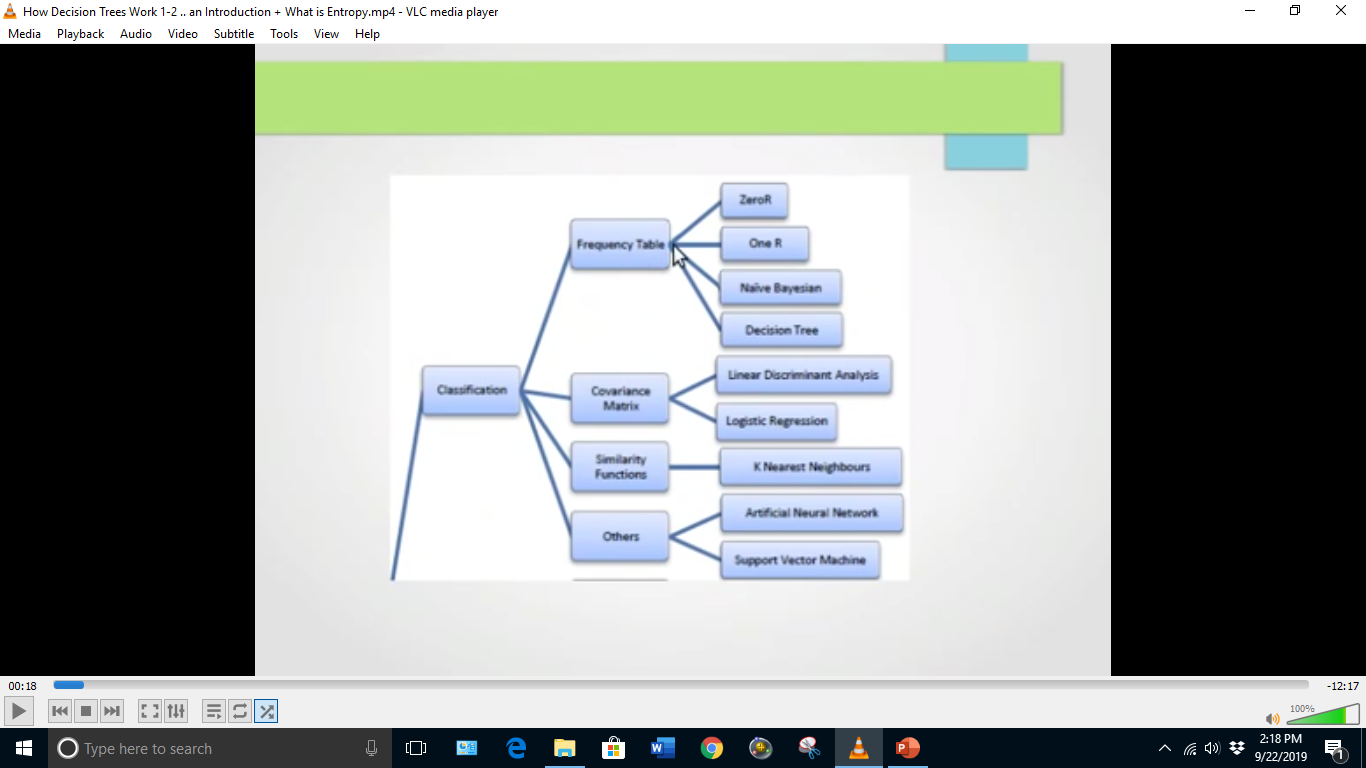 How Decision Trees Work 1-2 .. an Introduction + What is Entropy.mp4 - VLC media player
Media Playback Audio Video Subtitle Tools View Help
ZeroR
Frequency Table
One R
Naïve Bayesian
Decision Tree
Classification
Covariance
Matrix
Linear Discriminant Analysis
Logistic Regression
Similarity
Functions
K Nearest Neighbours
Others
Artificial Neural Network
Support Vector Machine
00:18
-12:17
100%
Type here to search
2:18 PM
9/22/2019
1